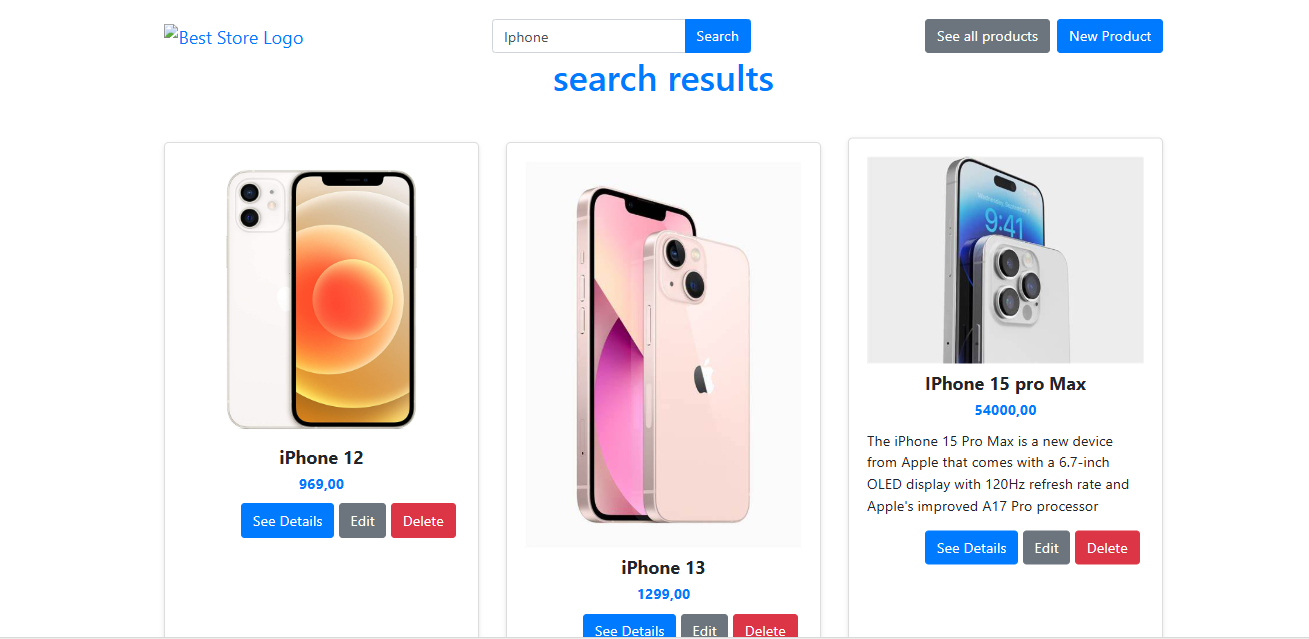 Best Store Logo
Iphone
Search
See all products
New Product
search results
iPhone 12
969,00
See Details
Edit
Delete
iPhone 13
1299,00
See Details
Edit
Delete
9:41
IPhone 15 pro Max
54000,00
The iPhone 15 Pro Max is a new device
from Apple that comes with a 6.7-inch
OLED display with 120Hz refresh rate and
Apple's improved A17 Pro processor
See Details
Edit
Delete